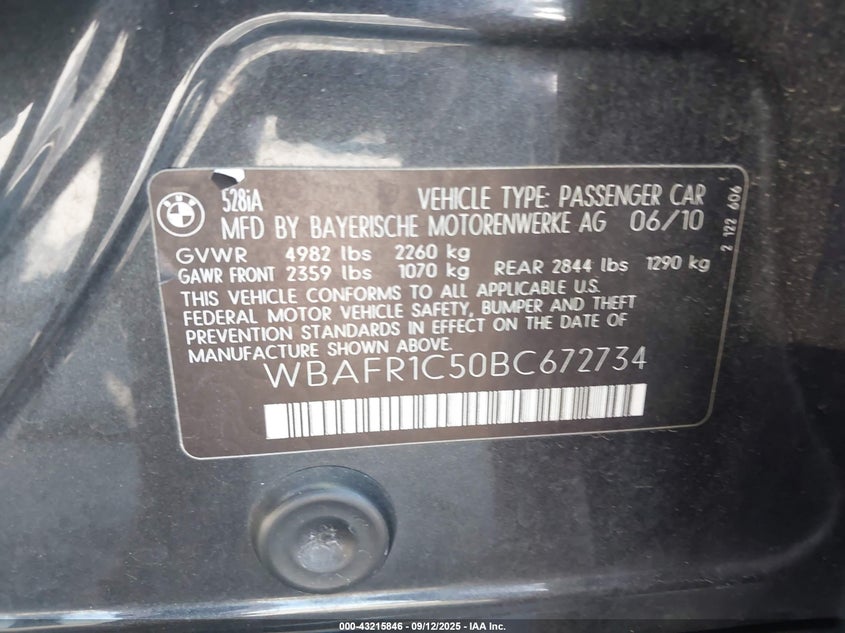 BMW
528iA
VEHICLE TYPE: PASSENGER CAR
MFD BY BAYERISCHE MOTORENWERKE AG 06/10
GVWR 4982 lbs 2260 kg
GAWR FRONT 2359 lbs 1070 kg REAR 2844 lbs 1290 kg
THIS VEHICLE CONFORMS TO ALL APPLICABLE U.S.
FEDERAL MOTOR VEHICLE SAFETY, BUMPER AND THEFT
PREVENTION STANDARDS IN EFFECT ON THE DATE OF
MANUFACTURE SHOWN ABOVE.
WBAFR1C50BC672734
2 122 606
000-43215846 - 09/12/2025 - IAA Inc.